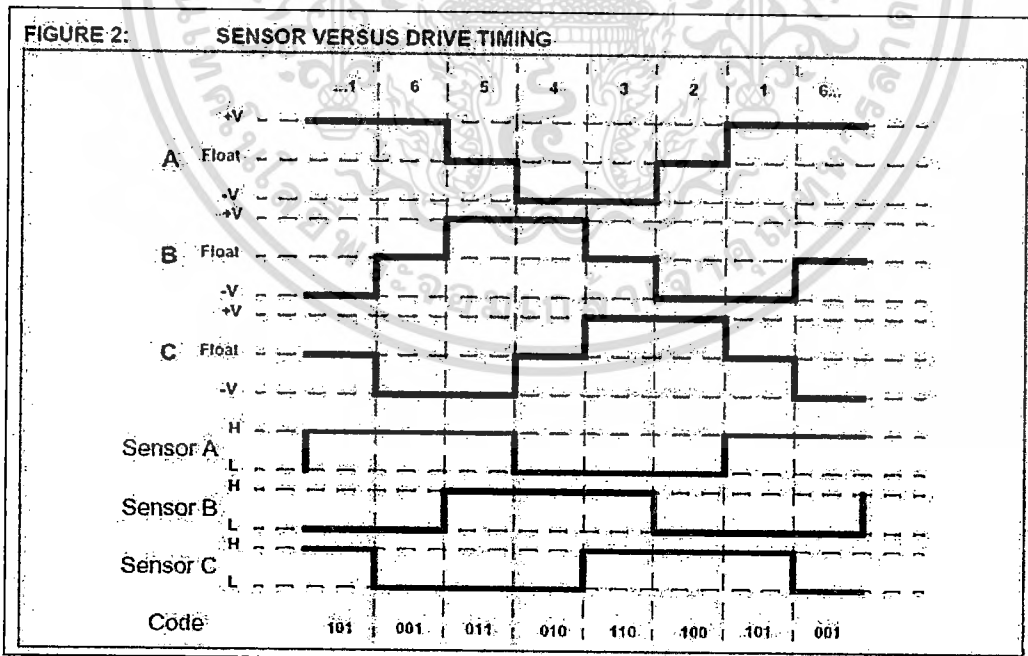 FIGURE 2: SENSOR VERSUS DRIVE TIMING
...1 6 5 4 3 2 1 6...
+V
A Float
-V
+V
B Float
-V
+V
C Float
-V
H
Sensor A
L
H
Sensor B
L
H
Sensor C
L
Code 101 001 011 010 110 100 101 001